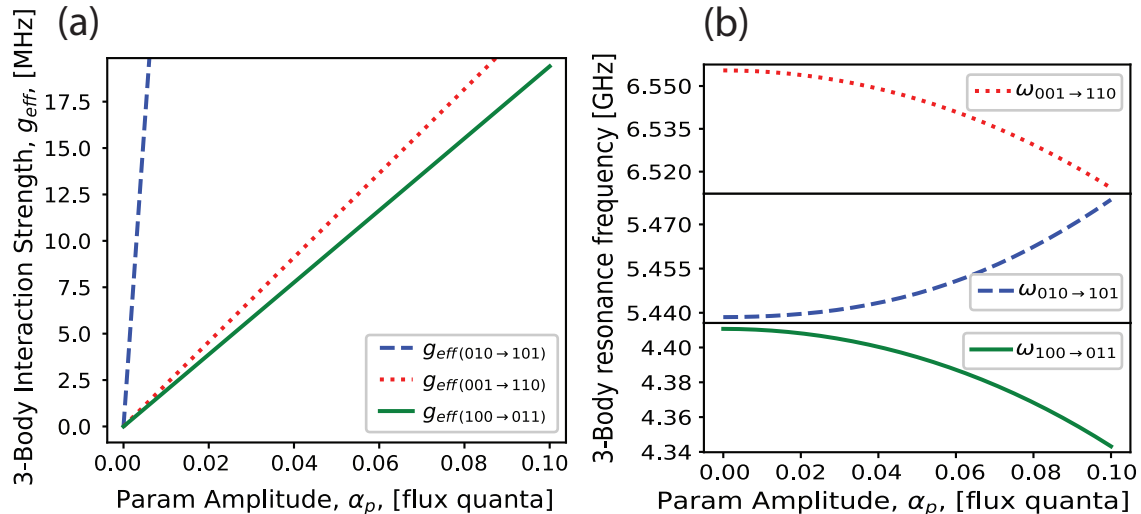 (a)
3-Body Interaction Strength, g_eff, [MHz]
17.5
15.0
12.5
10.0
7.5
5.0
2.5
0.0
g_eff(010→101)
g_eff(001→110)
g_eff(100→011)
0.00 0.02 0.04 0.06 0.08 0.10
Param Amplitude, α_p, [flux quanta]
(b)
3-Body resonance frequency) [GHz]
6.550
6.535
6.520
ω_001→110
5.470
5.455
5.440
ω_010→101
4.40
4.38
4.36
4.34
ω_100→011
0.00 0.02 0.04 0.06 0.08 0.10
Param Amplitude, α_p, [flux quanta]